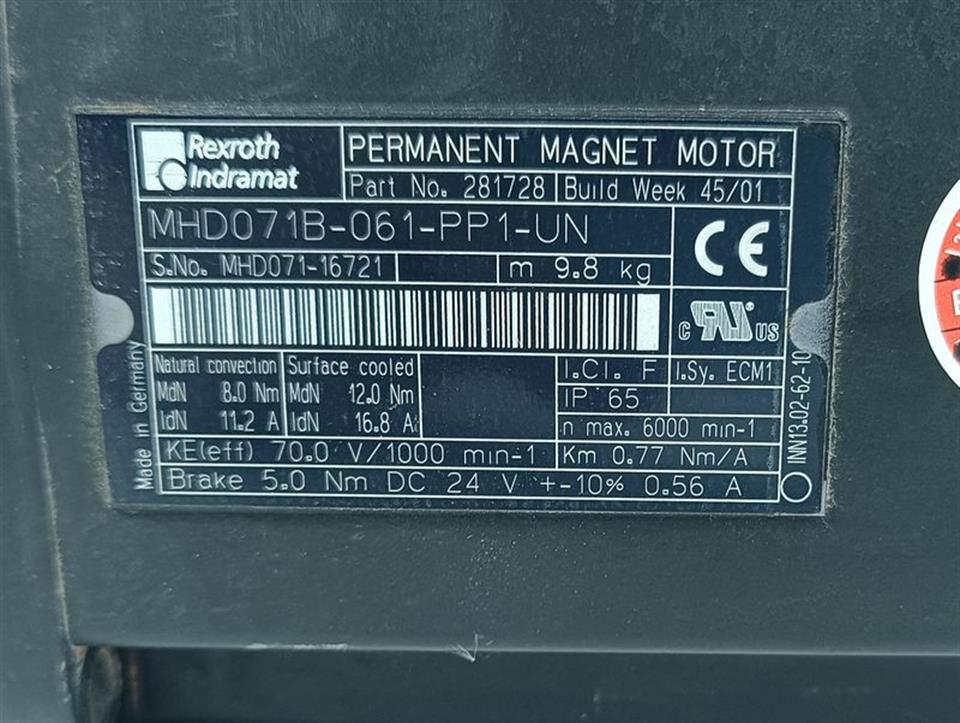 Rexroth
Indramat
PERMANENT MAGNET MOTOR
Part No. 281728 Build Week 45/01
MHD071B-061-PP1-UN
CE
S.No. MHD071-16721 m 9.8 kg
c RU ® US
Natural convection Surface cooled I.Cl. F I.Sy. ECM1
MdN 8.0 Nm MdN 12.0 Nm IP 65
IdN 11.2 A IdN 16.8 A n max. 6000 min-1
KE(eff) 70.0 V/1000 min-1 Km 0.77 Nm/A
Brake 5.0 Nm DC 24 V +-10% 0.56 A
Made in Germany
INN13.02-62-10